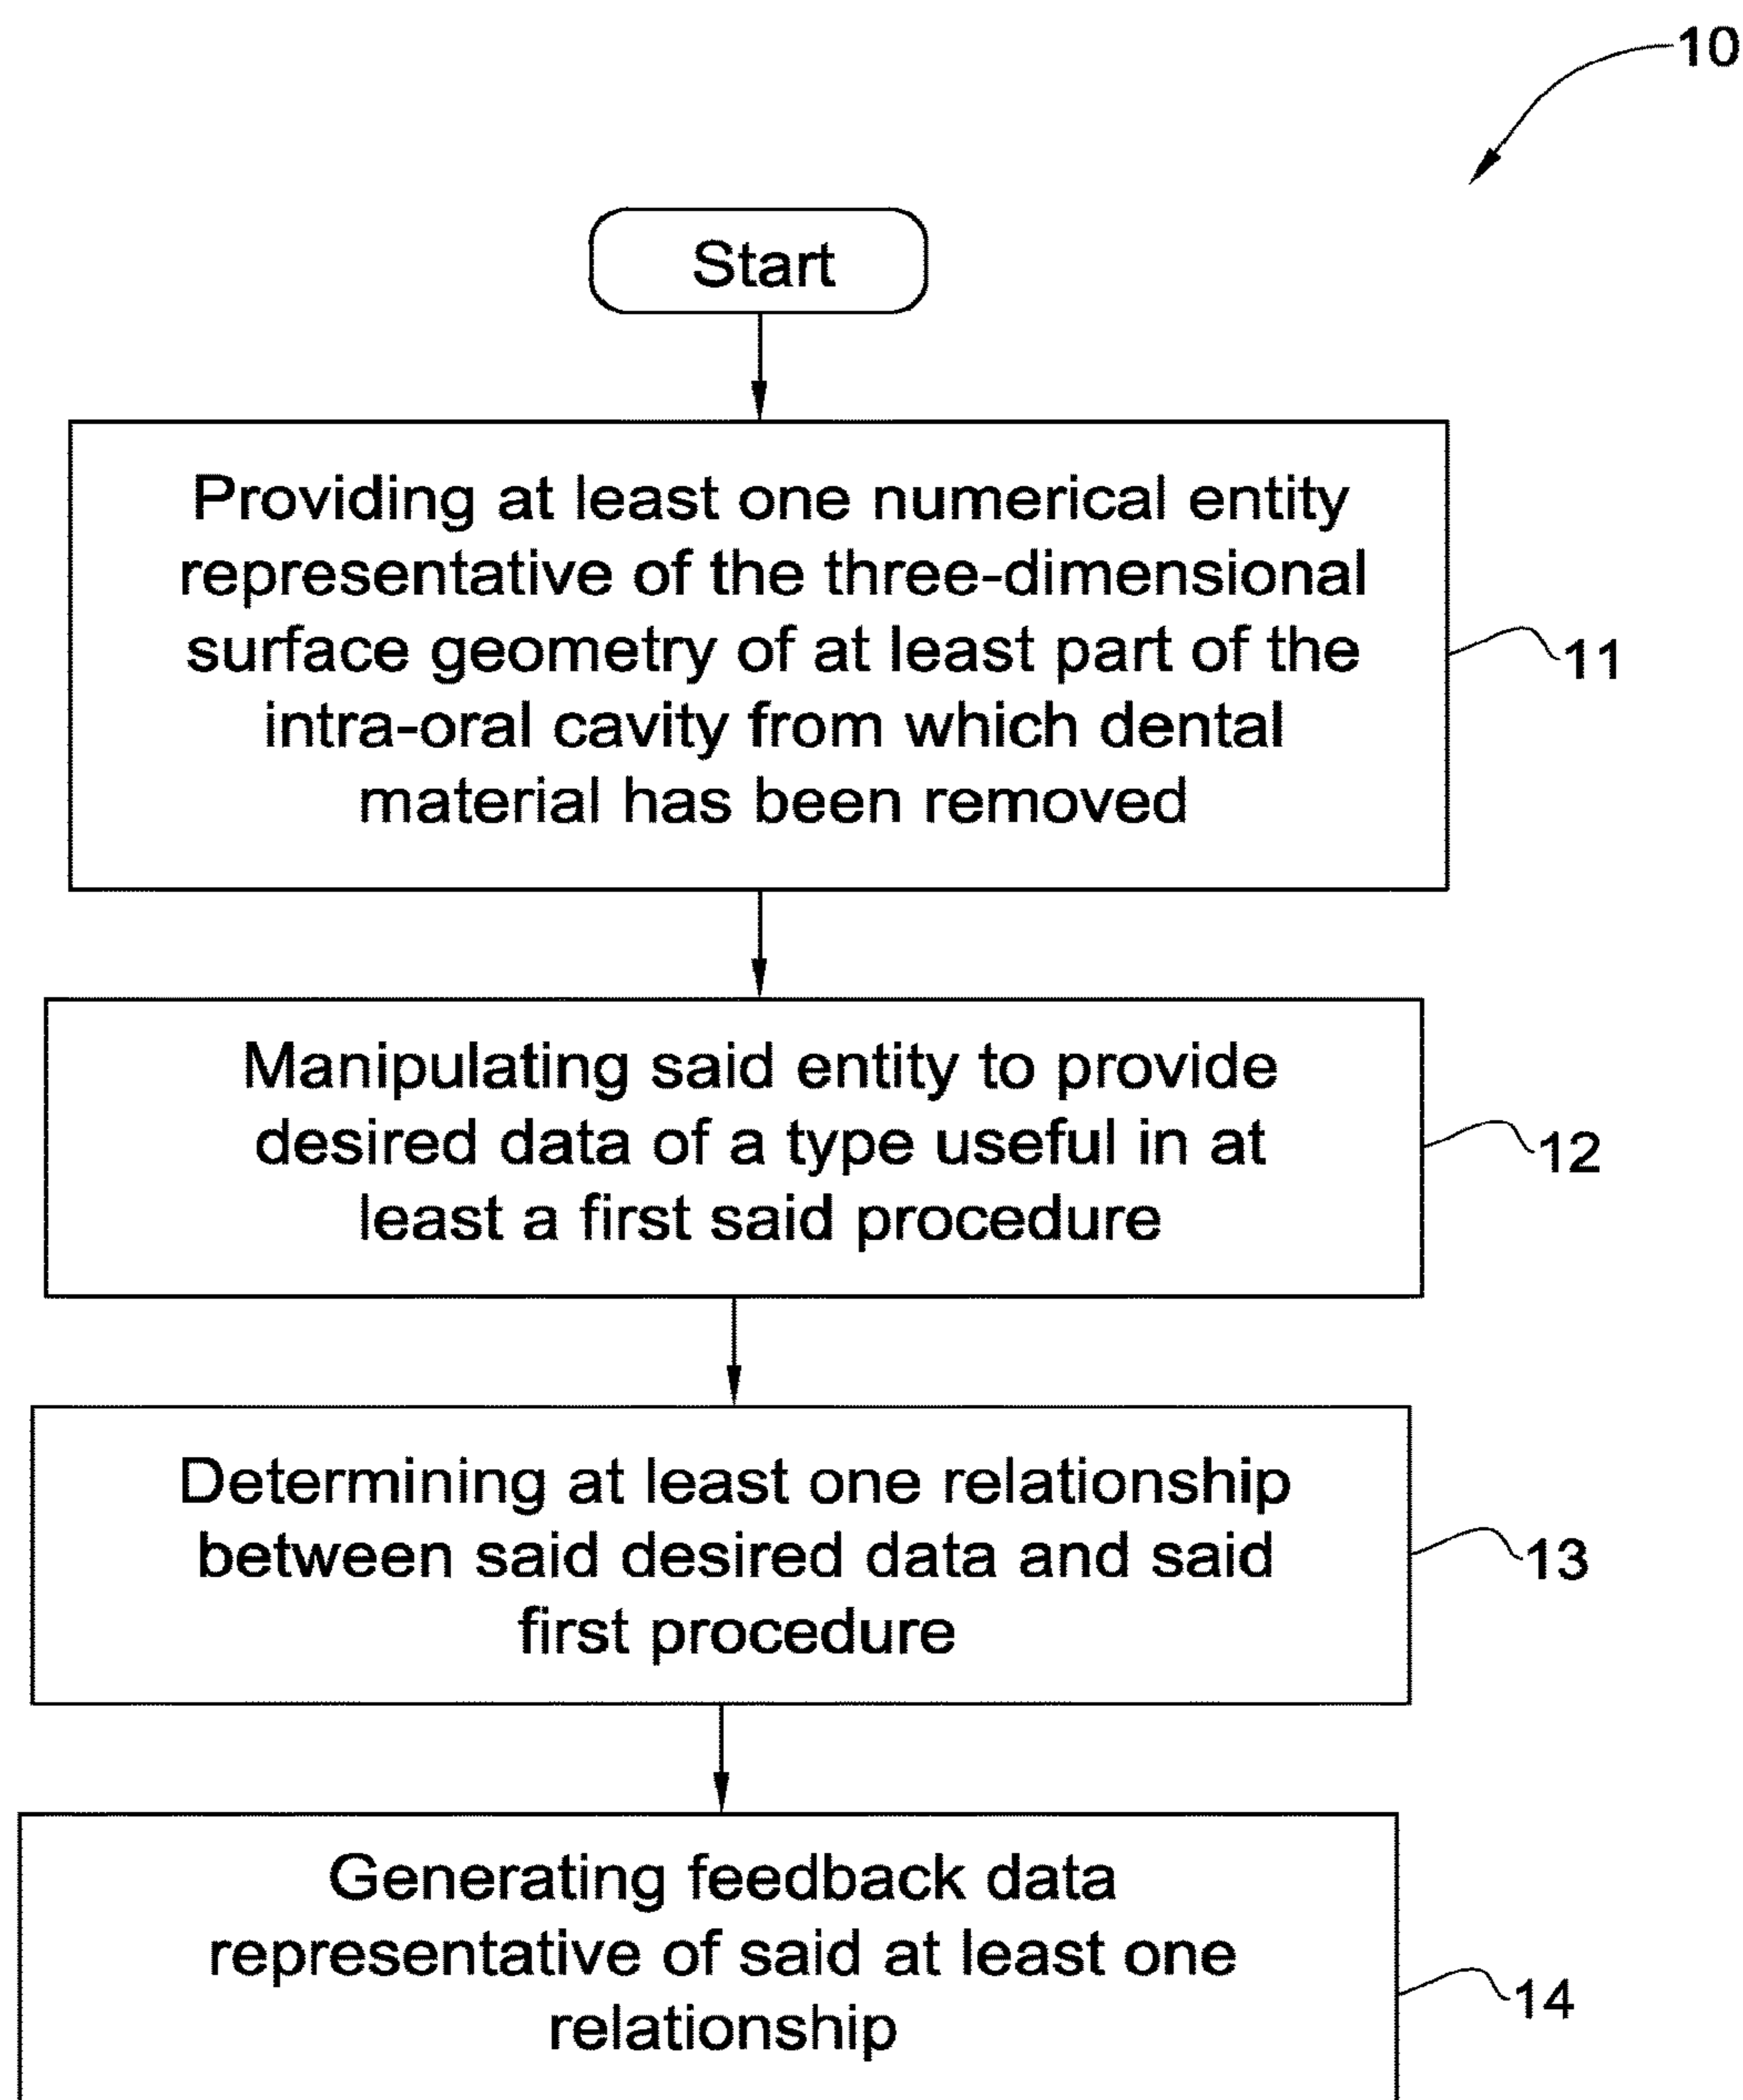 10
Start
Providing at least one numerical entity
representative of the three-dimensional
surface geometry of at least part of the
intra-oral cavity from which dental
material has been removed
11
Manipulating said entity to provide
desired data of a type useful in at
least a first said procedure
12
Determining at least one relationship
between said desired data and said
first procedure
13
Generating feedback data
representative of said at least one
relationship
14